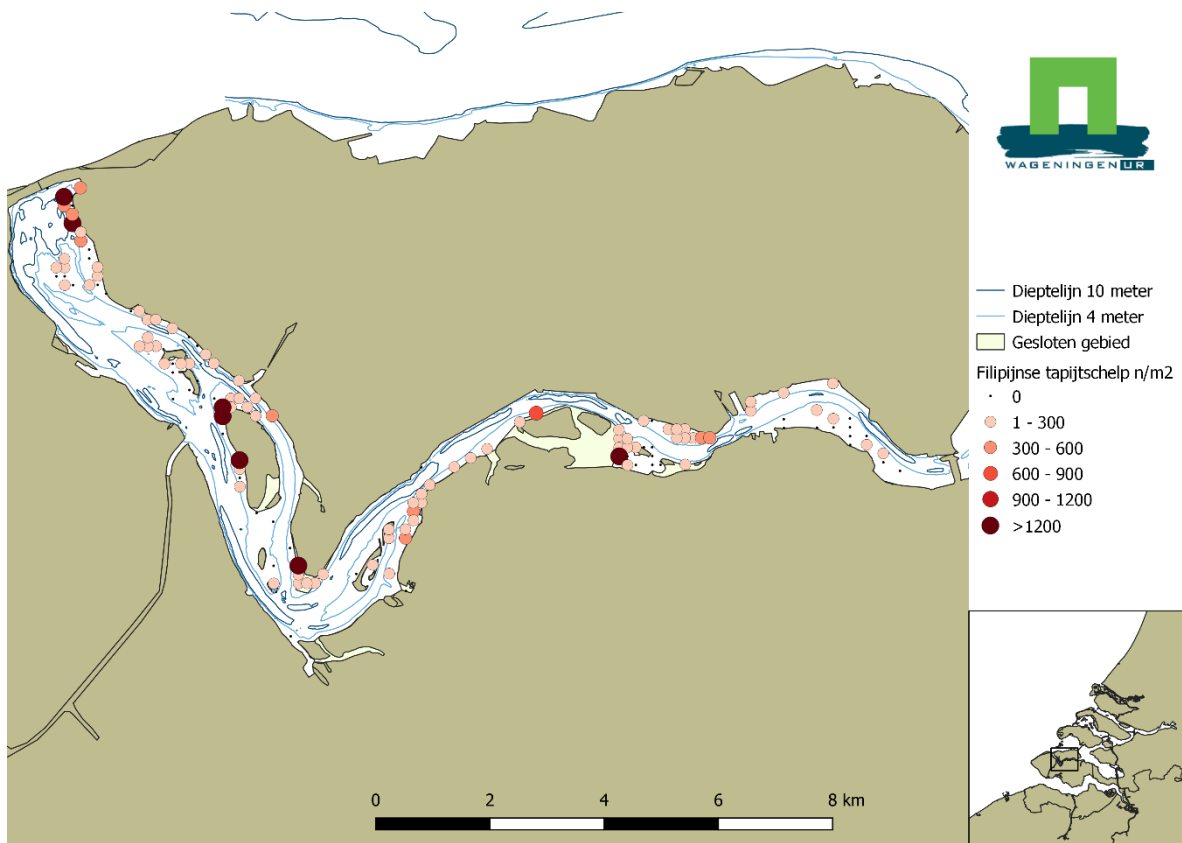 WAGENINGEN UR
Dieptelijn 10 meter
Dieptelijn 4 meter
Gesloten gebied
Filipijnse tapijtschelp n/m2
0
1 - 300
300 - 600
600 - 900
900 - 1200
>1200
0 2 4 6 8 km